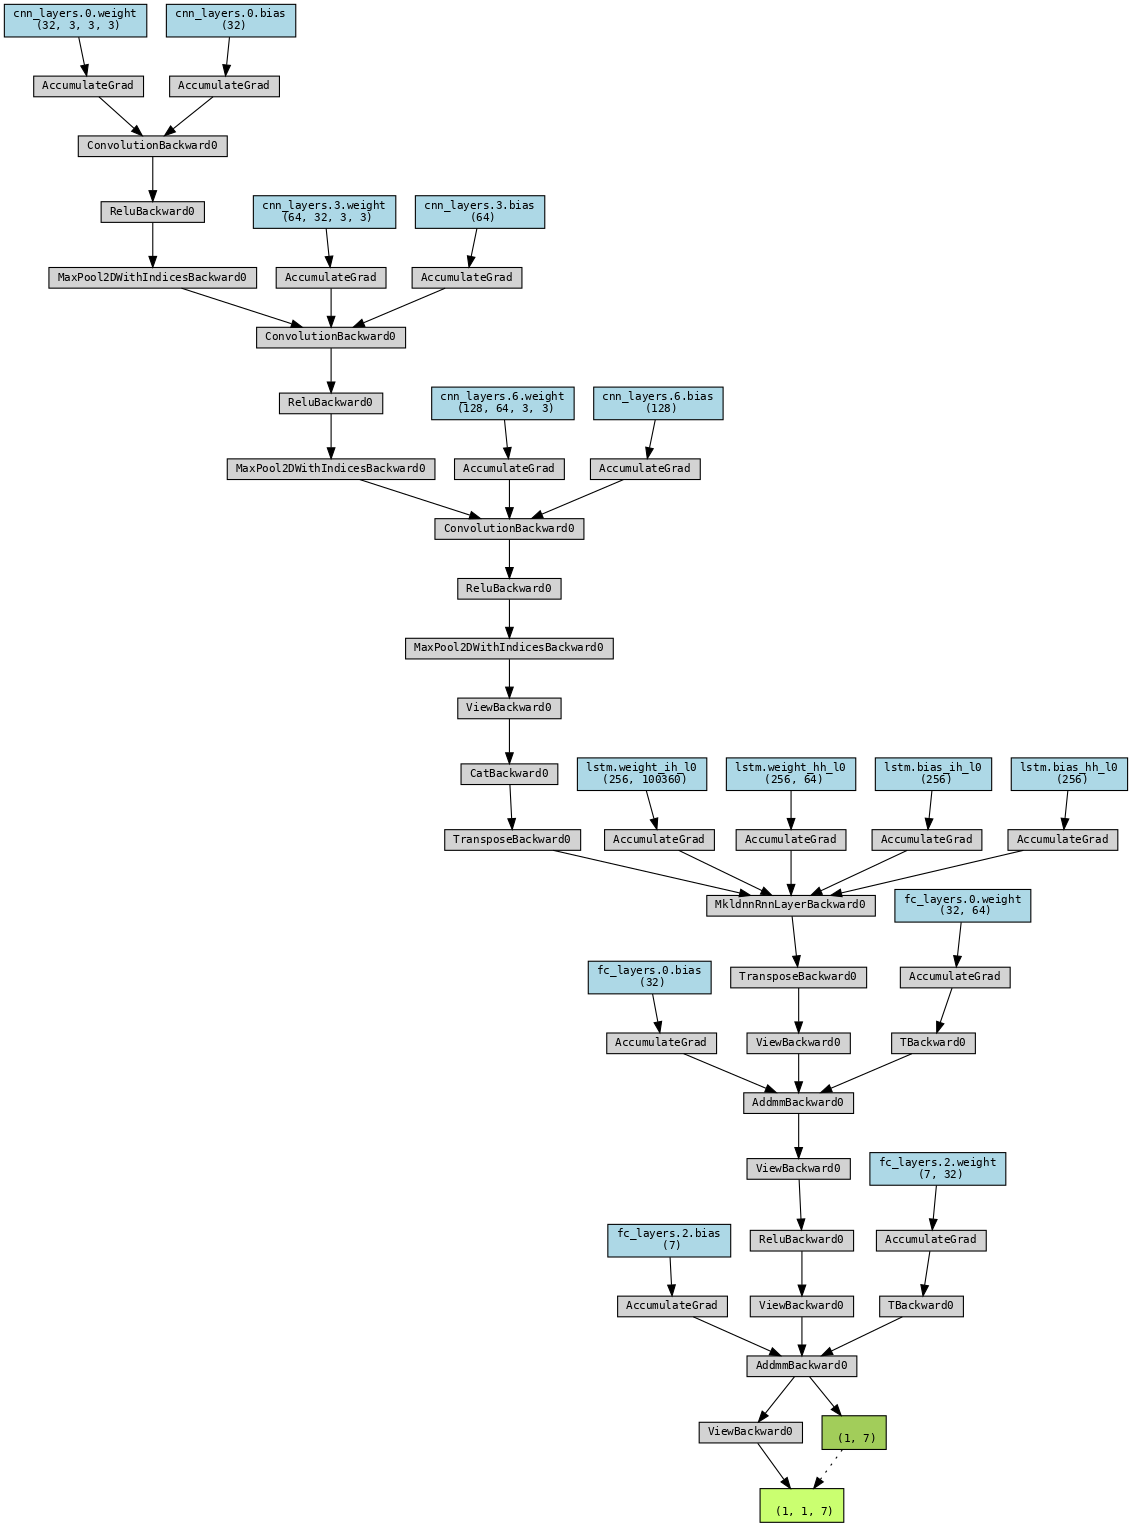 cnn_layers.0.weight
(32, 3, 3, 3)
cnn_layers.0.bias
(32)
AccumulateGrad
AccumulateGrad
ConvolutionBackward0
ReluBackward0
cnn_layers.3.weight
(64, 32, 3, 3)
cnn_layers.3.bias
(64)
MaxPool2DWithIndicesBackward0
AccumulateGrad
AccumulateGrad
ConvolutionBackward0
ReluBackward0
cnn_layers.6.weight
(128, 64, 3, 3)
cnn_layers.6.bias
(128)
MaxPool2DWithIndicesBackward0
AccumulateGrad
AccumulateGrad
ConvolutionBackward0
ReluBackward0
MaxPool2DWithIndicesBackward0
ViewBackward0
CatBackward0
lstm.weight_ih_l0
(256, 100360)
lstm.weight_hh_l0
(256, 64)
lstm.bias_ih_l0
(256)
lstm.bias_hh_l0
(256)
TransposeBackward0
AccumulateGrad
AccumulateGrad
AccumulateGrad
AccumulateGrad
MkldnnRnnLayerBackward0
fc_layers.0.weight
(32, 64)
fc_layers.0.bias
(32)
TransposeBackward0
AccumulateGrad
AccumulateGrad
ViewBackward0
TBackward0
AddmmBackward0
ViewBackward0
fc_layers.2.weight
(7, 32)
fc_layers.2.bias
(7)
ReluBackward0
AccumulateGrad
AccumulateGrad
ViewBackward0
TBackward0
AddmmBackward0
ViewBackward0
(1, 7)
(1, 1, 7)